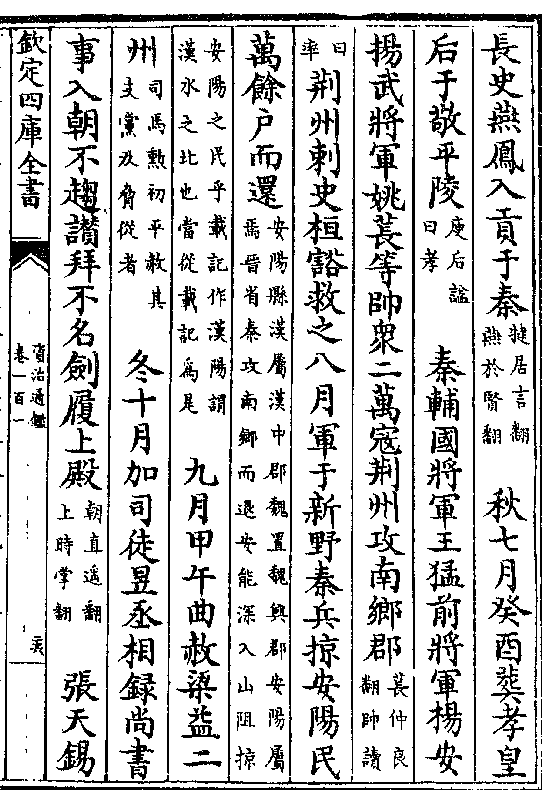 長史燕鳳入貢于秦犍居言翻燕於賢翻 秋七月癸酉葬孝皇
后于敬平陵庾后諡曰孝 秦輔國將軍王猛前將軍楊安
揚武將軍姚萇等帥衆二萬寇荆州攻南鄉郡萇仲良翻帥讀
曰率荆州刺史桓豁救之八月軍于新野秦兵掠安陽民
萬餘户而還安陽縣漢屬漢中郡魏置魏興郡安陽屬焉晉省秦攻南鄉而退安能深入山阻掠
安陽之民乎載記作漢陽謂漢水之北也當從載記爲是 九月甲午曲赦梁益二
州司馬勲初平赦其支黨及脅從者 冬十月加司徒昱丞相録尚書
事入朝不趨讃拜不名劍履上殿朝直遥翻上時掌翻 張天錫
欽定四庫全書
資治通鑑
卷一百一